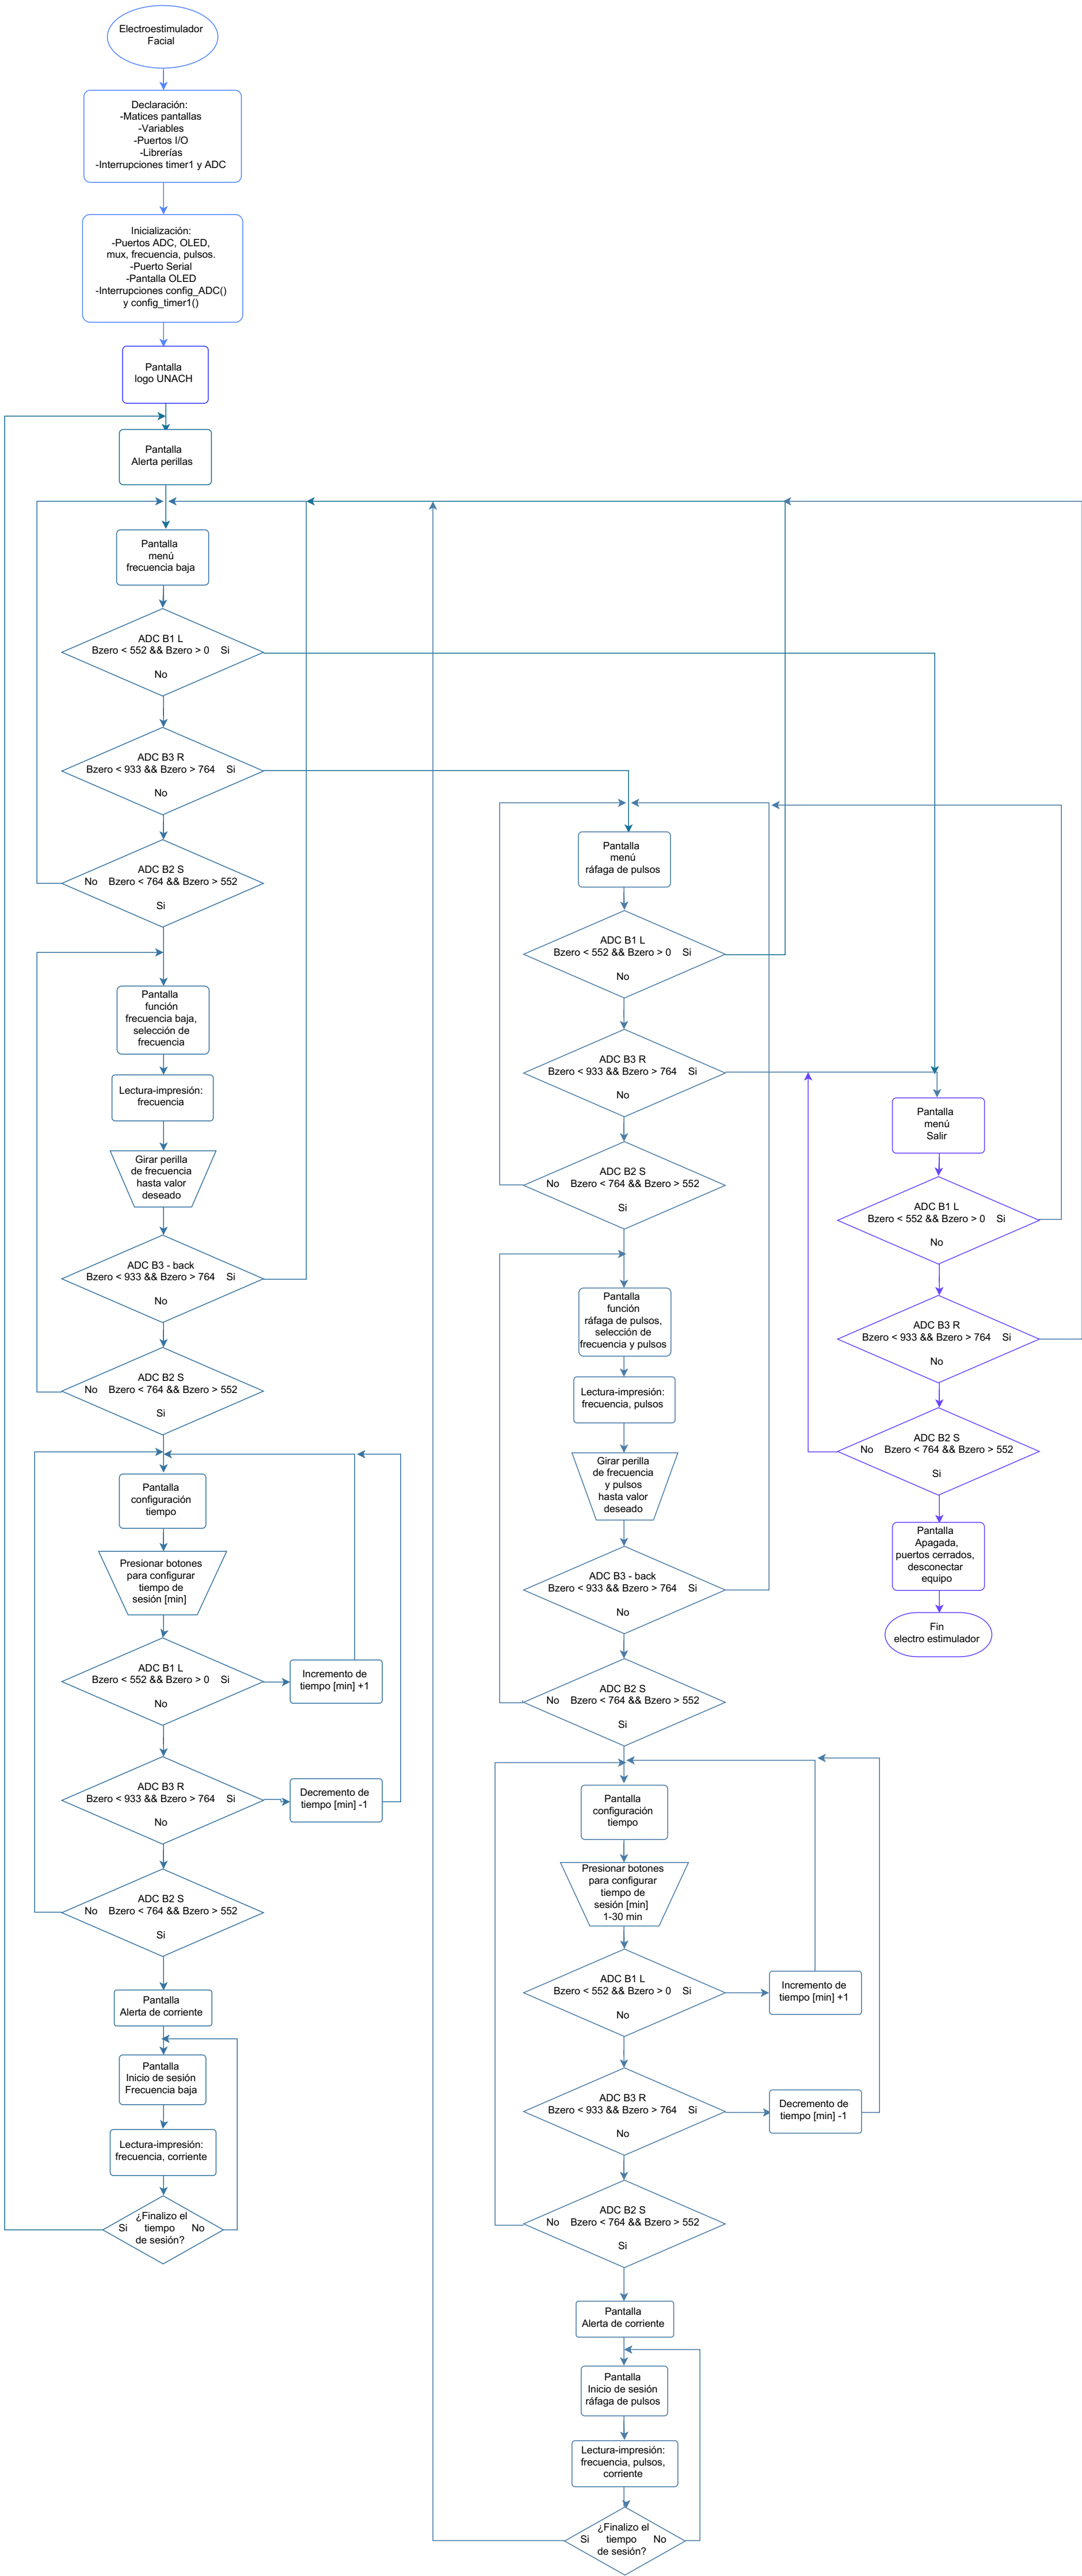 Electroestimulador
Facial
Declaración:
-Matices pantallas
-Variables
-Puertos I/O
-Librerías
-Interrupciones timer1 y ADC
Inicialización:
-Puertos ADC, OLED,
mux, frecuencia, pulsos.
-Puerto Serial
-Pantalla OLED
-Interrupciones config_ADC()
y config_timer1()
Pantalla
logo UNACH
Pantalla
Alerta perillas
Pantalla
menú
frecuencia baja
ADC B1 L
Bzero < 552 && Bzero > 0 Si
No
ADC B3 R
Bzero < 933 && Bzero > 764 Si
No
ADC B2 S
No Bzero < 764 && Bzero > 552
Si
Pantalla
función
frecuencia baja,
selección de
frecuencia
Lectura-impresión:
frecuencia
Girar perilla
de frecuencia
hasta valor
deseado
ADC B3 - back
Bzero < 933 && Bzero > 764 Si
No
ADC B2 S
No Bzero < 764 && Bzero > 552
Si
Pantalla
configuración
tiempo
Presionar botones
para configurar
tiempo de
sesión [min]
ADC B1 L
Bzero < 552 && Bzero > 0 Si
No
Incremento de
tiempo [min] +1
ADC B3 R
Bzero < 933 && Bzero > 764 Si
No
Decremento de
tiempo [min] -1
ADC B2 S
No Bzero < 764 && Bzero > 552
Si
Pantalla
Alerta de corriente
Pantalla
Inicio de sesión
Frecuencia baja
Lectura-impresión:
frecuencia, corriente
¿Finalizo el
Si tiempo No
de sesión?
Pantalla
menú
ráfaga de pulsos
ADC B1 L
Bzero < 552 && Bzero > 0 Si
No
ADC B3 R
Bzero < 933 && Bzero > 764 Si
No
ADC B2 S
No Bzero < 764 && Bzero > 552
Si
Pantalla
función
ráfaga de pulsos,
selección de
frecuencia y pulsos
Lectura-impresión:
frecuencia, pulsos
Girar perilla
de frecuencia
y pulsos
hasta valor
deseado
ADC B3 - back
Bzero < 933 && Bzero > 764 Si
No
ADC B2 S
No Bzero < 764 && Bzero > 552
Si
Pantalla
configuración
tiempo
Presionar botones
para configurar
tiempo de
sesión [min]
1-30 min
ADC B1 L
Bzero < 552 && Bzero > 0 Si
No
Incremento de
tiempo [min] +1
ADC B3 R
Bzero < 933 && Bzero > 764 Si
No
Decremento de
tiempo [min] -1
ADC B2 S
No Bzero < 764 && Bzero > 552
Si
Pantalla
Alerta de corriente
Pantalla
Inicio de sesión
ráfaga de pulsos
Lectura-impresión:
frecuencia, pulsos,
corriente
¿Finalizo el
Si tiempo No
de sesión?
Pantalla
menú
Salir
ADC B1 L
Bzero < 552 && Bzero > 0 Si
No
ADC B3 R
Bzero < 933 && Bzero > 764 Si
No
ADC B2 S
No Bzero < 764 && Bzero > 552
Si
Pantalla
Apagada,
puertos cerrados,
desconectar
equipo
Fin
electro estimulador